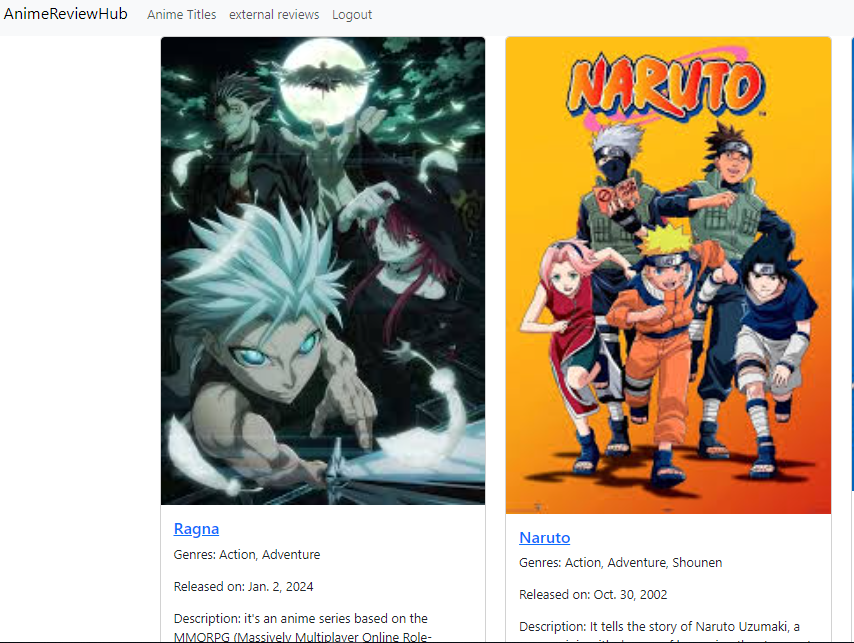 AnimeReviewHub Anime Titles external reviews Logout
NARUTO
Ragna
Genres: Action, Adventure
Released on: Jan. 2, 2024
Description: it's an anime series based on the
MMORPG (Massively Multiplayer Online Role-
Naruto
Genres: Action, Adventure, Shounen
Released on: Oct. 30, 2002
Description: It tells the story of Naruto Uzumaki, a